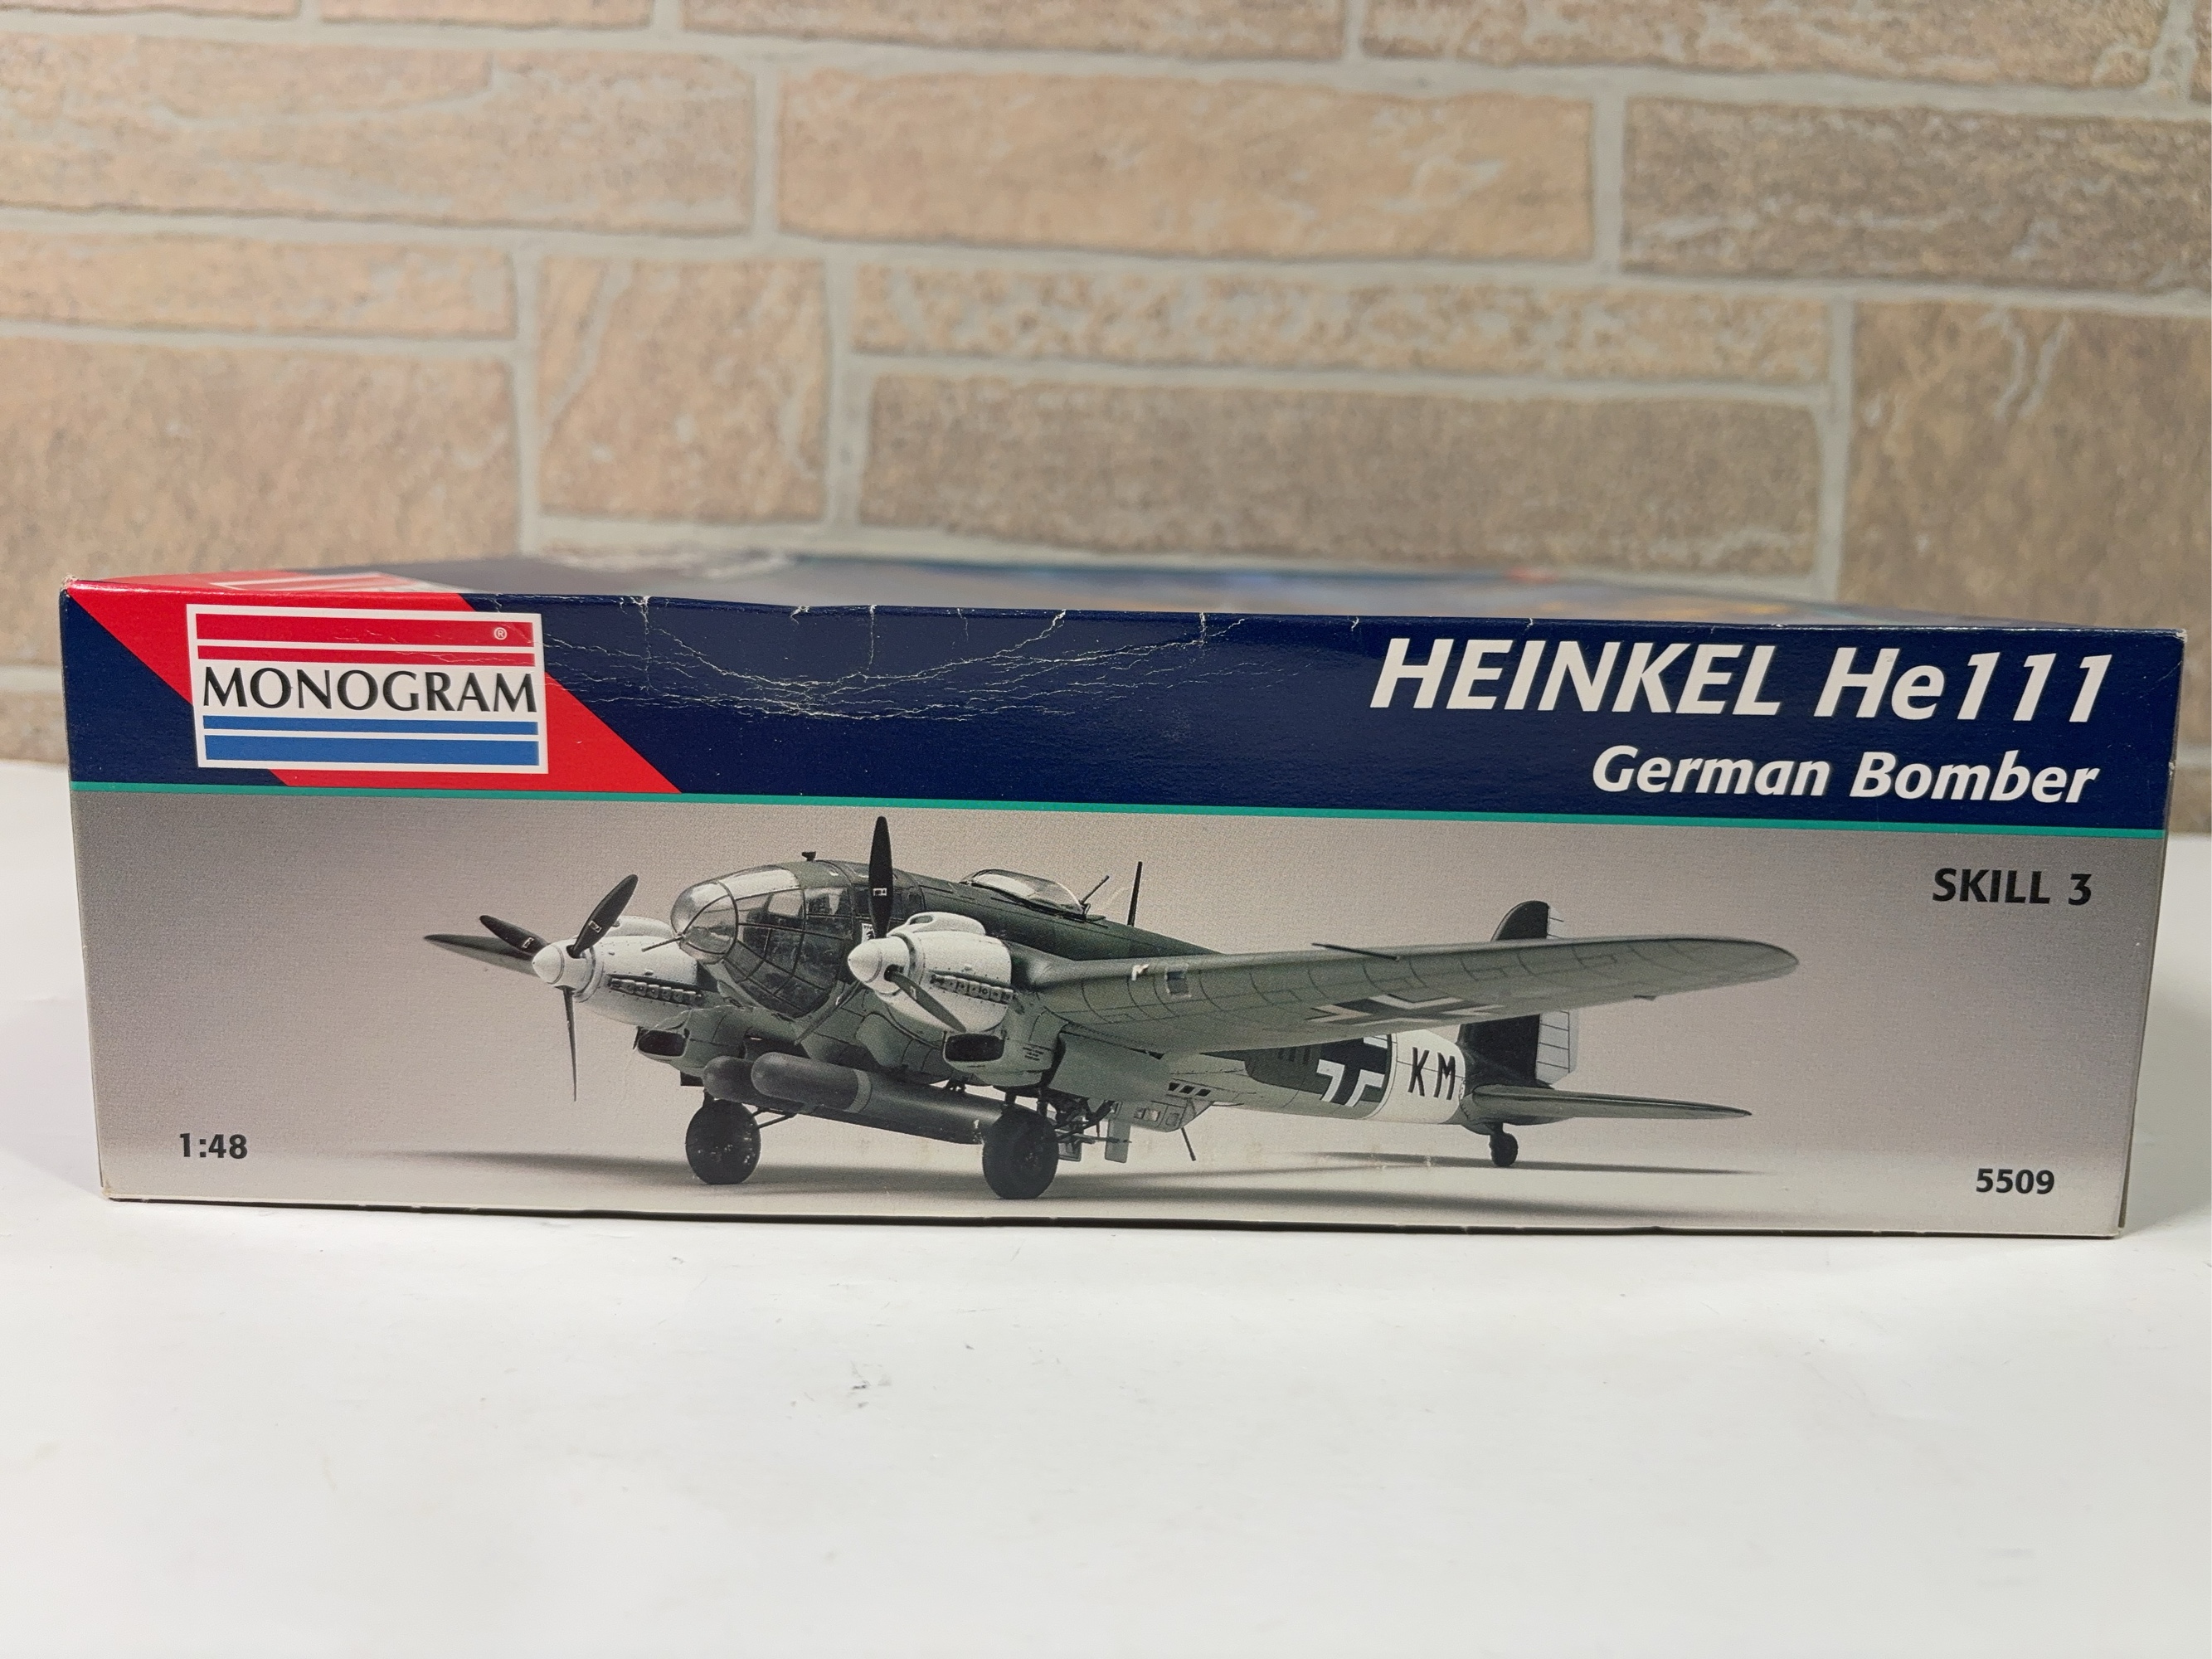 ®
MONOGRAM
HEINKEL He111
German Bomber
SKILL 3
KM
1:48
5509